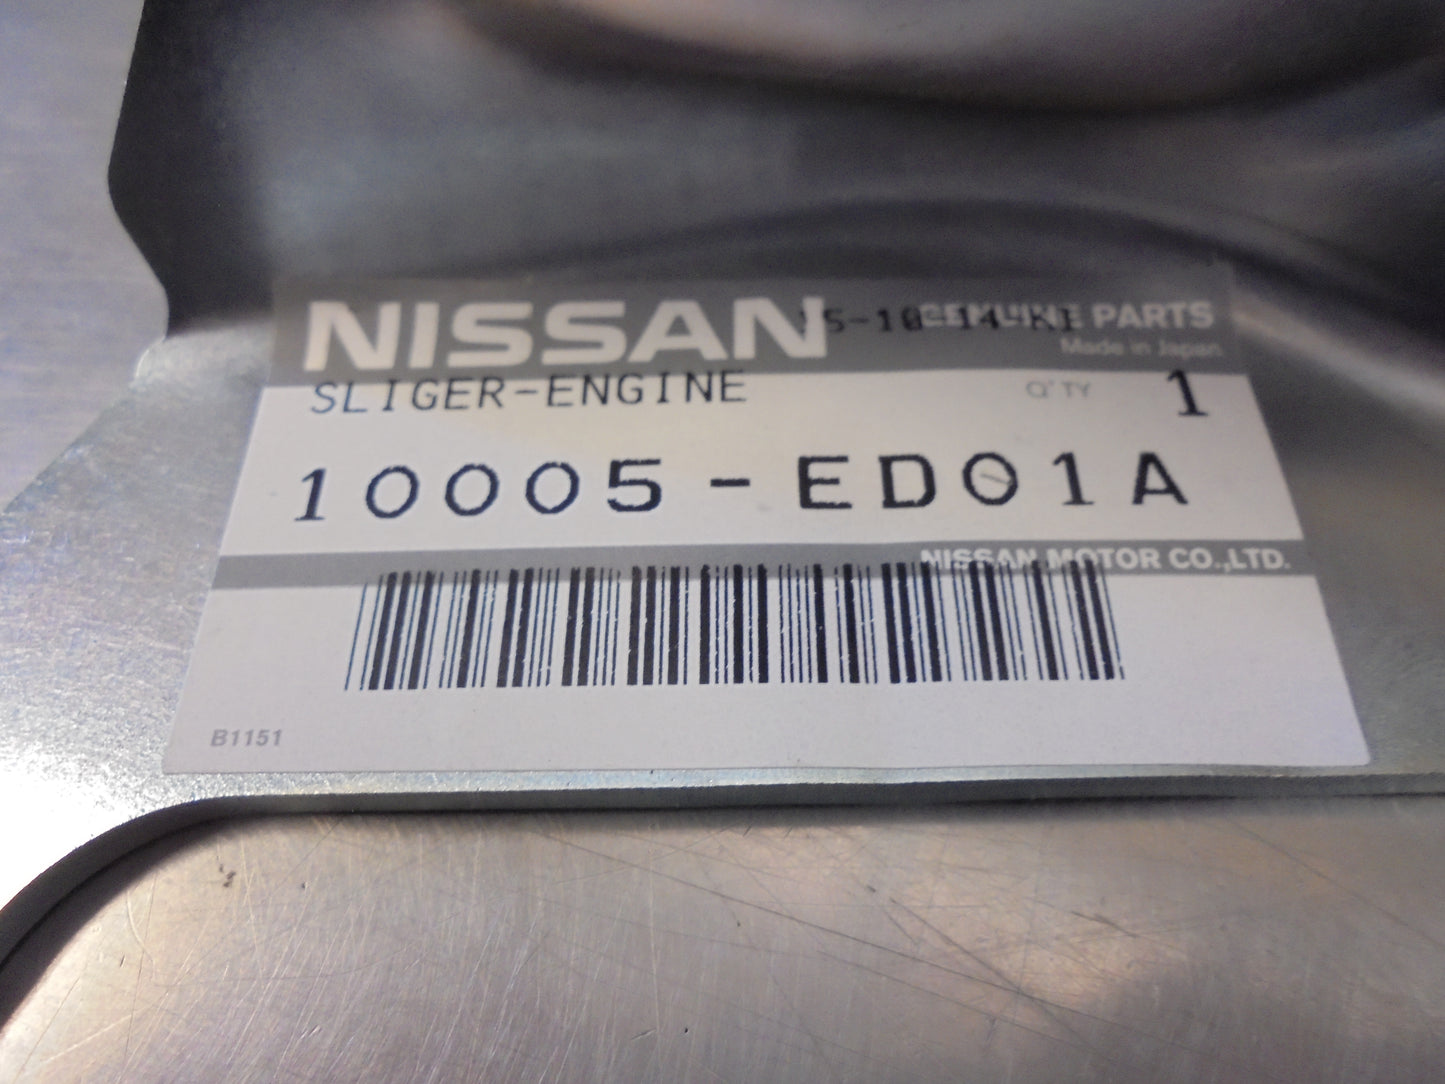 NISSAN GENUINE PARTS
Made in Japan
SLIGER-ENGINE Q'TY 1
10005-ED01A
NISSAN MOTOR CO.,LTD.
B1151